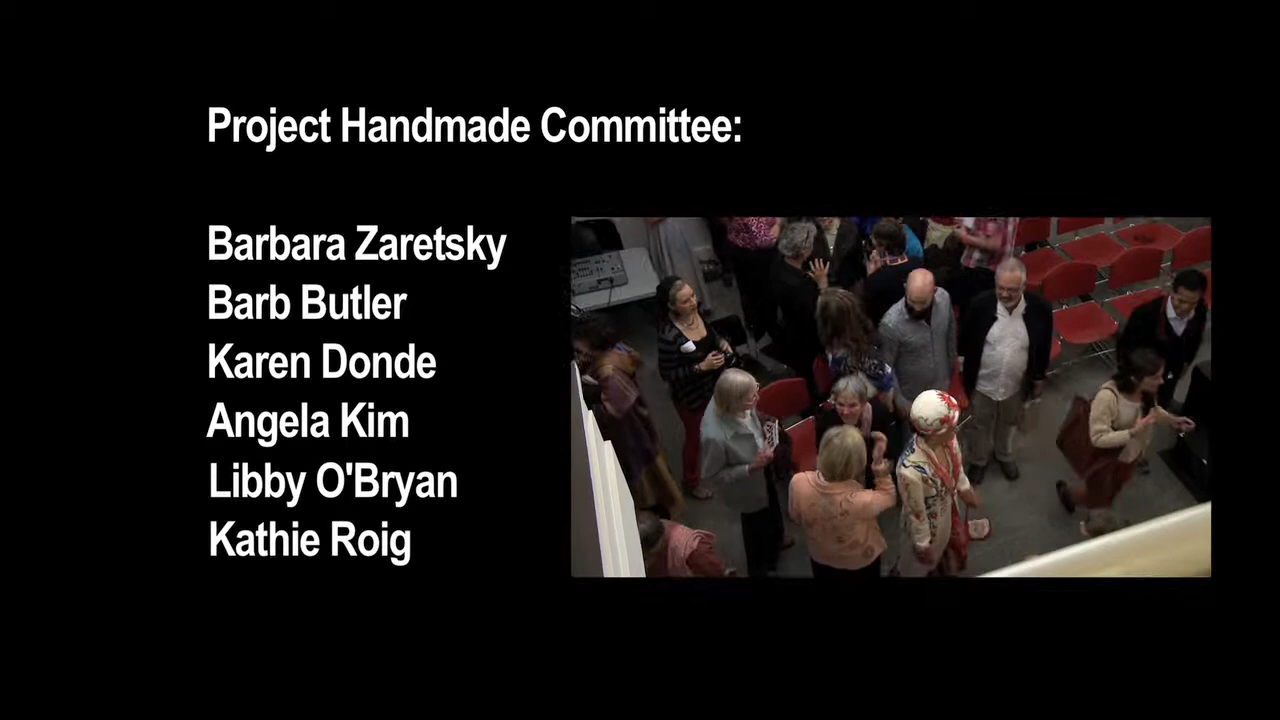 Project Handmade Committee:
Barbara Zaretsky
Barb Butler
Karen Donde
Angela Kim
Libby O'Bryan
Kathie Roig